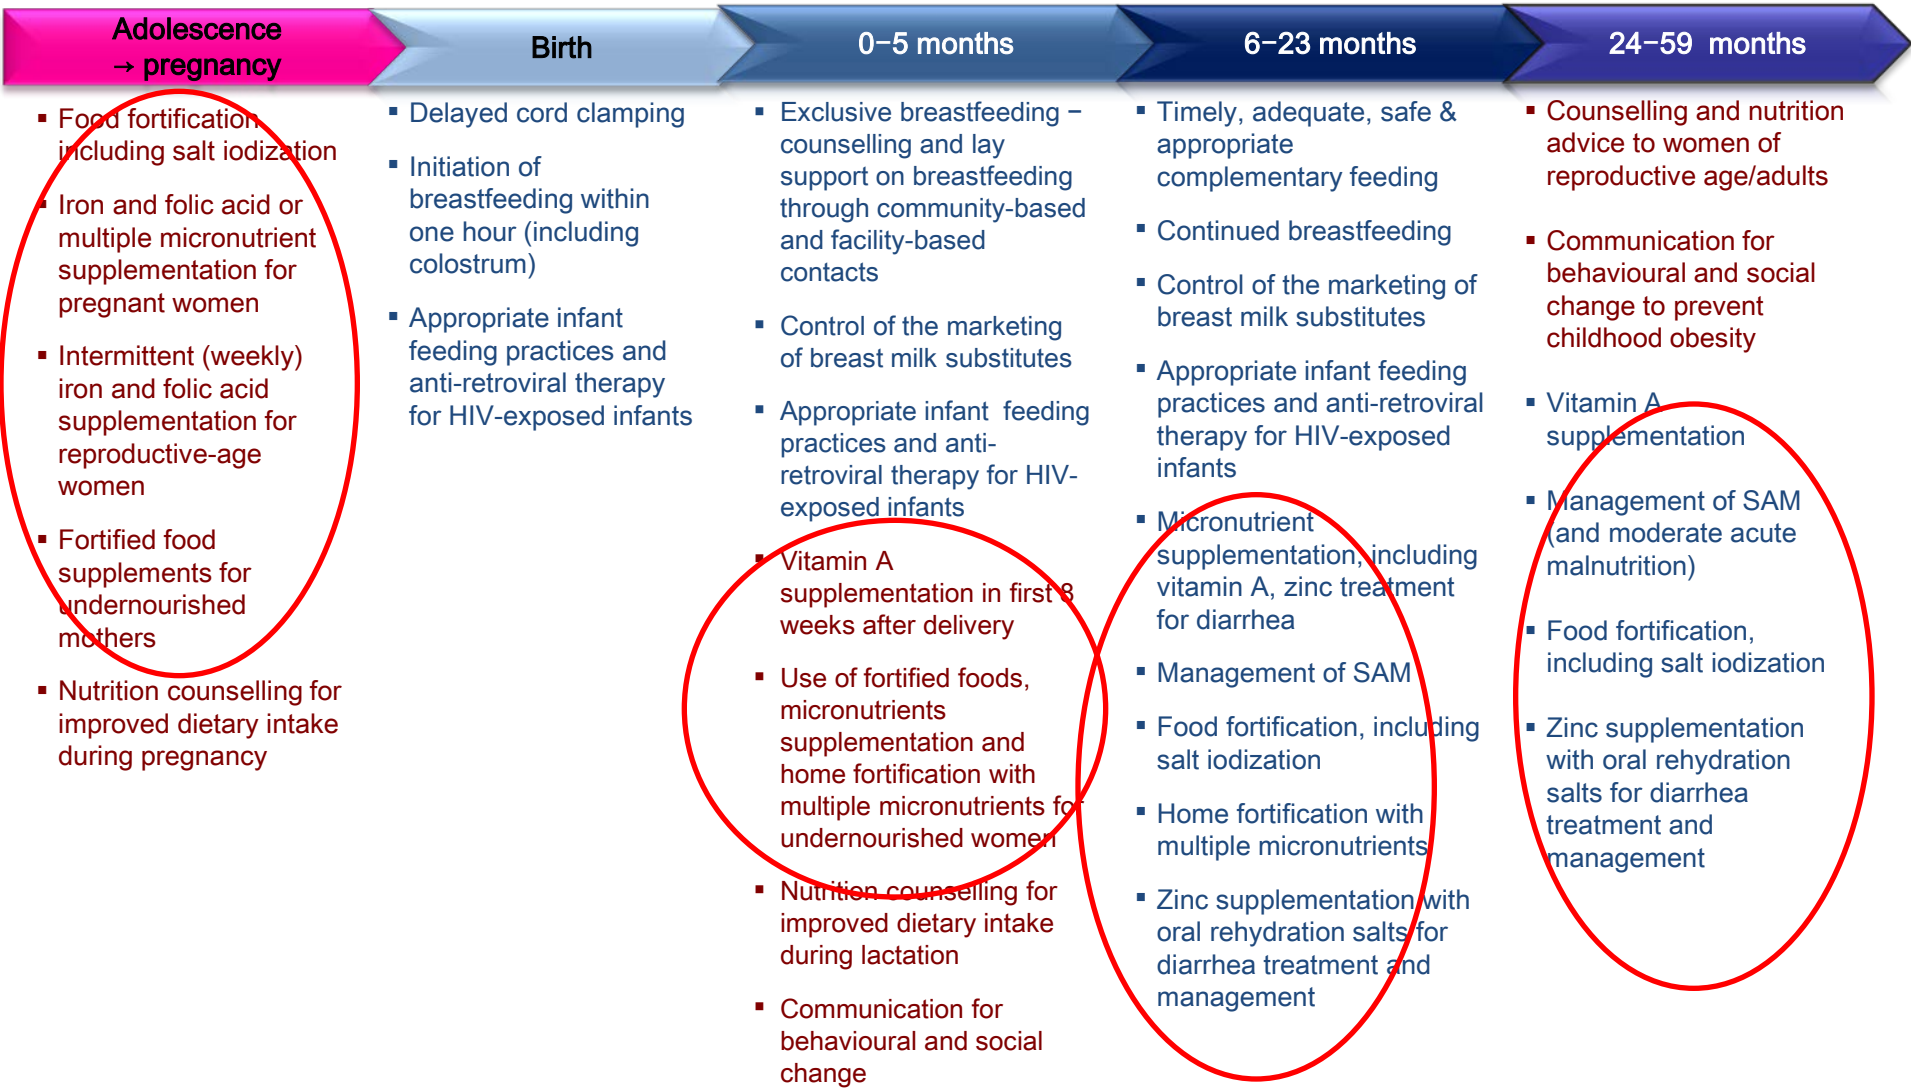 Adolescence
→ pregnancy
Birth
0–5 months
6–23 months
24–59 months
▪ Food fortification
including salt iodization
▪ Iron and folic acid or
multiple micronutrient
supplementation for
pregnant women
▪ Intermittent (weekly)
iron and folic acid
supplementation for
reproductive-age
women
▪ Fortified food
supplements for
undernourished
mothers
▪ Nutrition counselling for
improved dietary intake
during pregnancy
▪ Delayed cord clamping
▪ Initiation of
breastfeeding within
one hour (including
colostrum)
▪ Appropriate infant
feeding practices and
anti-retroviral therapy
for HIV-exposed infants
▪ Exclusive breastfeeding –
counselling and lay
support on breastfeeding
through community-based
and facility-based
contacts
▪ Control of the marketing
of breast milk substitutes
▪ Appropriate infant feeding
practices and anti-
retroviral therapy for HIV-
exposed infants
▪ Vitamin A
supplementation in first 8
weeks after delivery
▪ Use of fortified foods,
micronutrients
supplementation and
home fortification with
multiple micronutrients for
undernourished women
▪ Nutrition counselling for
improved dietary intake
during lactation
▪ Communication for
behavioural and social
change
▪ Timely, adequate, safe &
appropriate
complementary feeding
▪ Continued breastfeeding
▪ Control of the marketing of
breast milk substitutes
▪ Appropriate infant feeding
practices and anti-retroviral
therapy for HIV-exposed
infants
▪ Micronutrient
supplementation, including
vitamin A, zinc treatment
for diarrhea
▪ Management of SAM
▪ Food fortification, including
salt iodization
▪ Home fortification with
multiple micronutrients
▪ Zinc supplementation with
oral rehydration salts for
diarrhea treatment and
management
▪ Counselling and nutrition
advice to women of
reproductive age/adults
▪ Communication for
behavioural and social
change to prevent
childhood obesity
▪ Vitamin A
supplementation
▪ Management of SAM
(and moderate acute
malnutrition)
▪ Food fortification,
including salt iodization
▪ Zinc supplementation
with oral rehydration
salts for diarrhea
treatment and
management